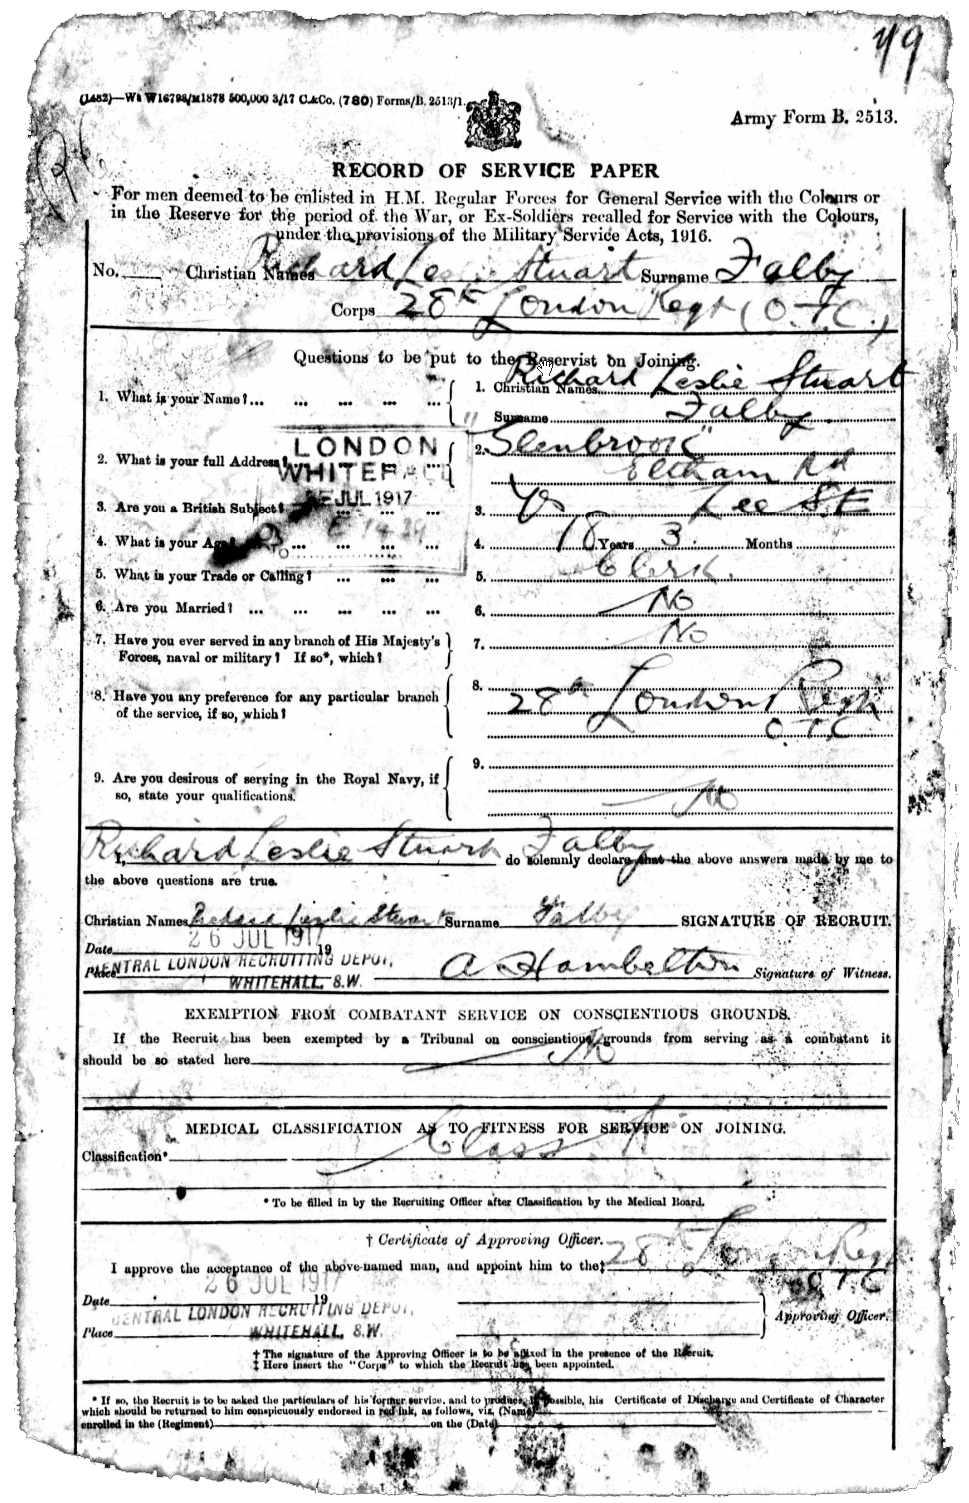 119
(1452)—Wt W16798/M1878 500,000 3/17 C.&Co. (780) Forms/B. 2513/1.
Army Form B. 2513.
RECORD OF SERVICE PAPER
For men deemed to be enlisted in H.M. Regular Forces for General Service with the Colours or
in the Reserve for the period of the War, or Ex-Soldiers recalled for Service with the Colours,
under the provisions of the Military Service Acts, 1916.
No. Christian Names Richard Leslie Stuart Surname Falby
Corps 28th London Regt (O.T.C.)
Questions to be put to the Reservist on Joining.
1. What is your Name?... ... ... ... ... 1. Christian Names Richard Leslie Stuart
Surname Falby
2. What is your full Address? ... 2. "Glenbrook"
Eltham Rd
Lee S.E
LONDON
WHITEHALL
JUL 1917
3. Are you a British Subject? ... ... ... 3. Yes
4. What is your Age? ... ... ... ... 4. 18 Years 3 Months
5. What is your Trade or Calling? ... ... ... 5. Clerk.
6. Are you Married? ... ... ... ... ... 6. No
7. Have you ever served in any branch of His Majesty's
Forces, naval or military? If so*, which? 7. No
8. Have you any preference for any particular branch
of the service, if so, which? 8. 28th London Regt
O.T.C.
9. Are you desirous of serving in the Royal Navy, if
so, state your qualifications. 9. No
I, Richard Leslie Stuart Falby do solemnly declare that the above answers made by me to
the above questions are true.
Christian Names Richard Leslie Stuart Surname Falby SIGNATURE OF RECRUIT.
Date 26 JUL 1917 19
Place CENTRAL LONDON RECRUITING DEPOT,
WHITEHALL, S.W. A Hambelton Signature of Witness.
EXEMPTION FROM COMBATANT SERVICE ON CONSCIENTIOUS GROUNDS.
If the Recruit has been exempted by a Tribunal on conscientious grounds from serving as a combatant it
should be so stated here No
MEDICAL CLASSIFICATION AS TO FITNESS FOR SERVICE ON JOINING.
Classification* Class A
* To be filled in by the Recruiting Officer after Classification by the Medical Board.
† Certificate of Approving Officer.
I approve the acceptance of the above-named man, and appoint him to the‡ 28th London Regt
O T C
Date 26 JUL 1917 19
Place CENTRAL LONDON RECRUITING DEPOT,
WHITEHALL, S.W.
Approving Officer.
† The signature of the Approving Officer is to be affixed in the presence of the Recruit.
‡ Here insert the "Corps" to which the Recruit has been appointed.
* If so, the Recruit is to be asked the particulars of his former service, and to produce, if possible, his Certificate of Discharge and Certificate of Character
which should be returned to him conspicuously endorsed in red ink, as follows, viz. (Name)
enrolled in the (Regiment) on the (Date)